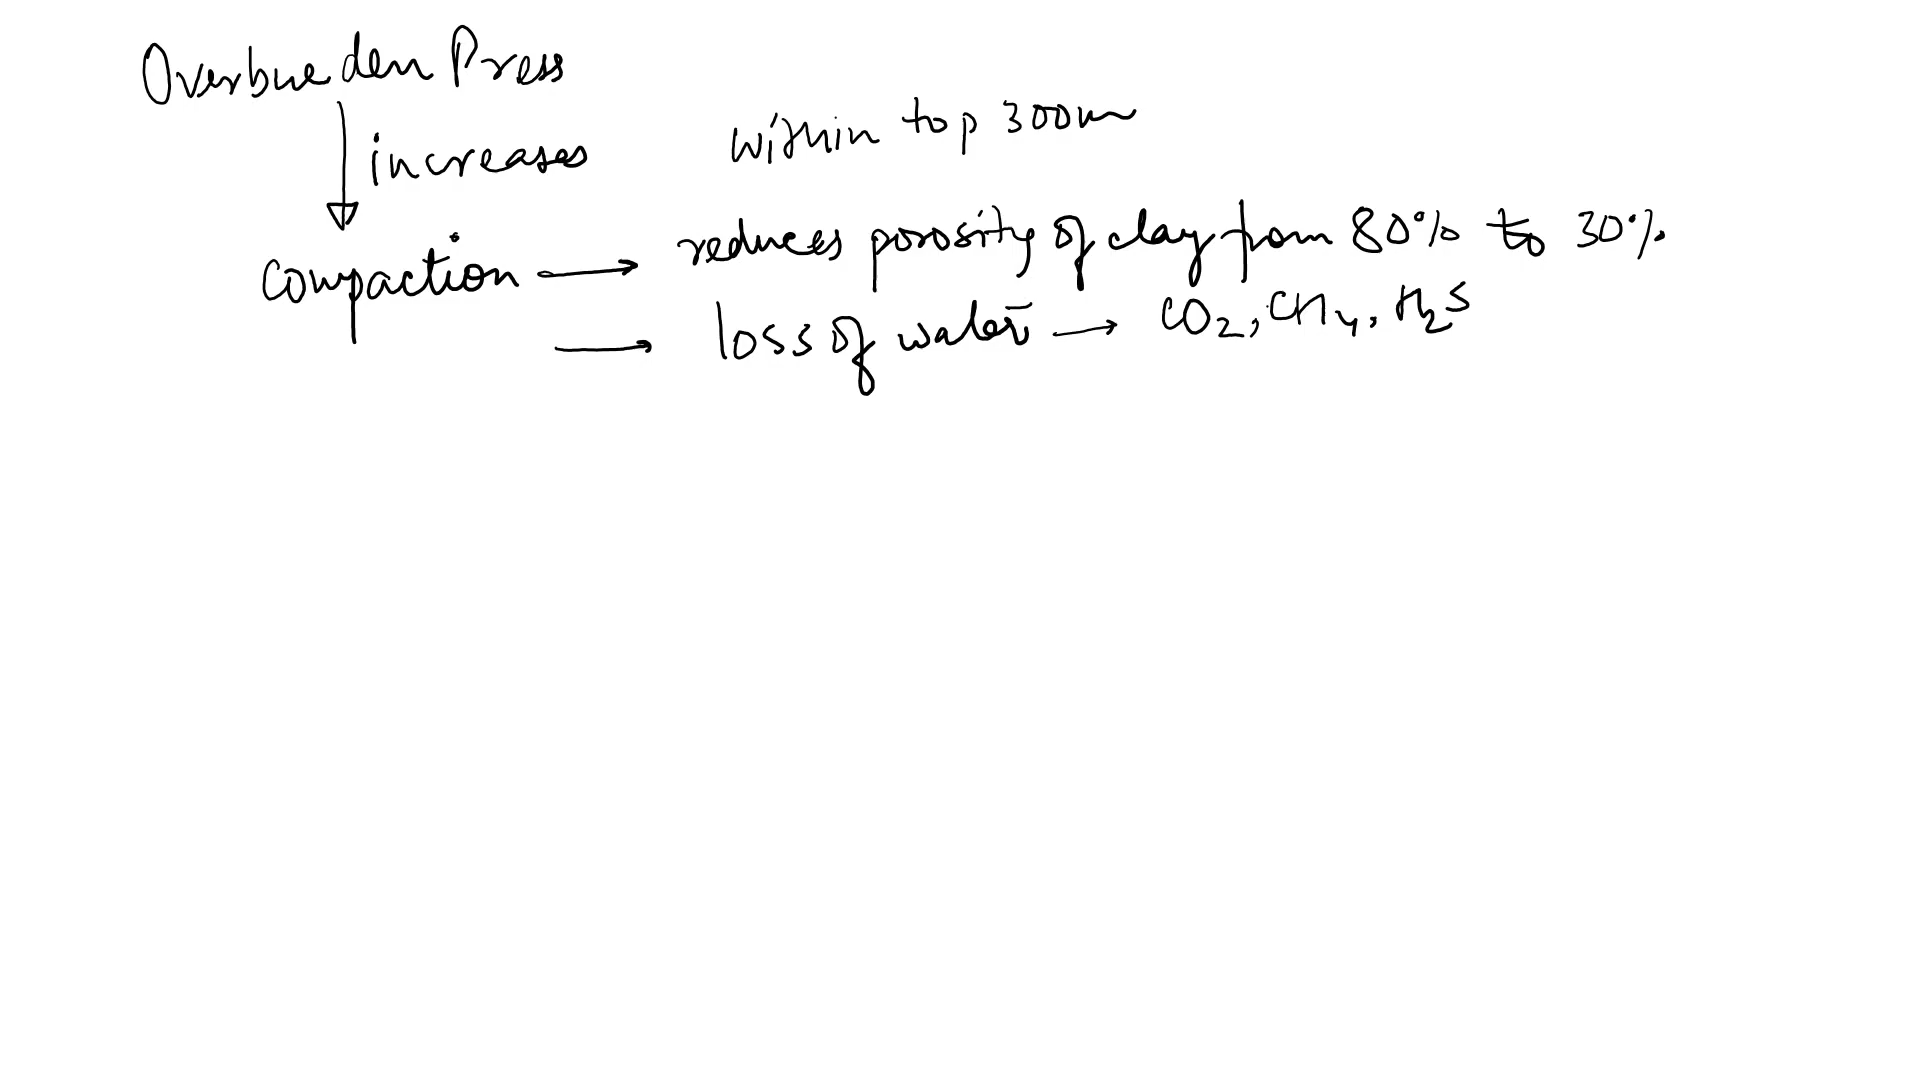 Overburden Press
increases
within top 300m
Compaction → reduces porosity of clay from 80% to 30%.
→ loss of water → CO2, CH4, H2S